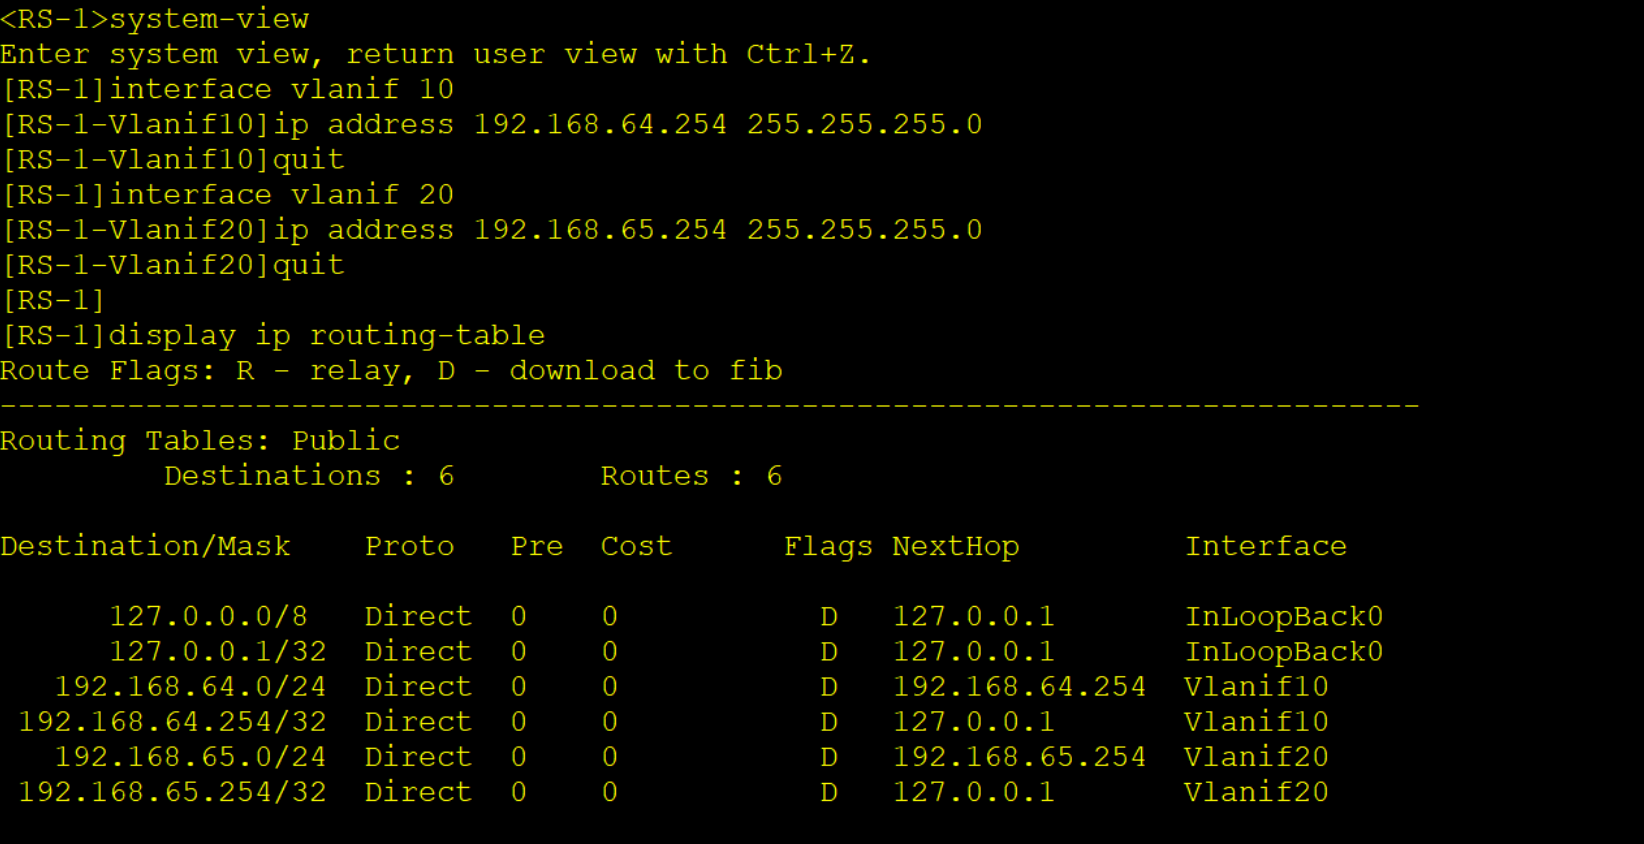 <RS-1>system-view
Enter system view, return user view with Ctrl+Z.
[RS-1]interface vlanif 10
[RS-1-Vlanif10]ip address 192.168.64.254 255.255.255.0
[RS-1-Vlanif10]quit
[RS-1]interface vlanif 20
[RS-1-Vlanif20]ip address 192.168.65.254 255.255.255.0
[RS-1-Vlanif20]quit
[RS-1]
[RS-1]display ip routing-table
Route Flags: R - relay, D - download to fib
------------------------------------------------------------------------------
Routing Tables: Public
         Destinations : 6        Routes : 6

Destination/Mask    Proto   Pre  Cost      Flags NextHop         Interface

      127.0.0.0/8   Direct  0    0           D   127.0.0.1       InLoopBack0
      127.0.0.1/32  Direct  0    0           D   127.0.0.1       InLoopBack0
   192.168.64.0/24  Direct  0    0           D   192.168.64.254  Vlanif10
 192.168.64.254/32  Direct  0    0           D   127.0.0.1       Vlanif10
   192.168.65.0/24  Direct  0    0           D   192.168.65.254  Vlanif20
 192.168.65.254/32  Direct  0    0           D   127.0.0.1       Vlanif20